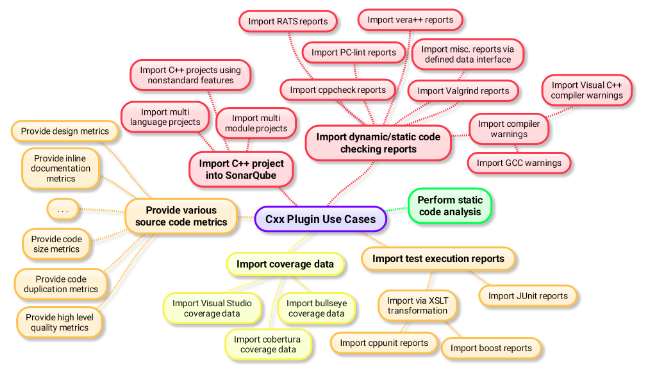 Import RATS reports
Import vera++ reports
Import PC-lint reports
Import misc. reports via
defined data interface
Import C++ projects using
nonstandard features
Import cppcheck reports
Import Valgrind reports
Import Visual C++
compiler warnings
Import multi
language projects
Import multi
module projects
Import dynamic/static code
checking reports
Import compiler
warnings
Import GCC warnings
Provide design metrics
Import C++ project
into SonarQube
Provide inline
documentation
metrics
. . .
Provide various
source code metrics
Cxx Plugin Use Cases
Perform static
code analysis
Provide code
size metrics
Import coverage data
Import test execution reports
Provide code
duplication metrics
Import Visual Studio
coverage data
Import bullseye
coverage data
Import via XSLT
transformation
Import JUnit reports
Provide high level
quality metrics
Import cobertura
coverage data
Import cppunit reports
Import boost reports